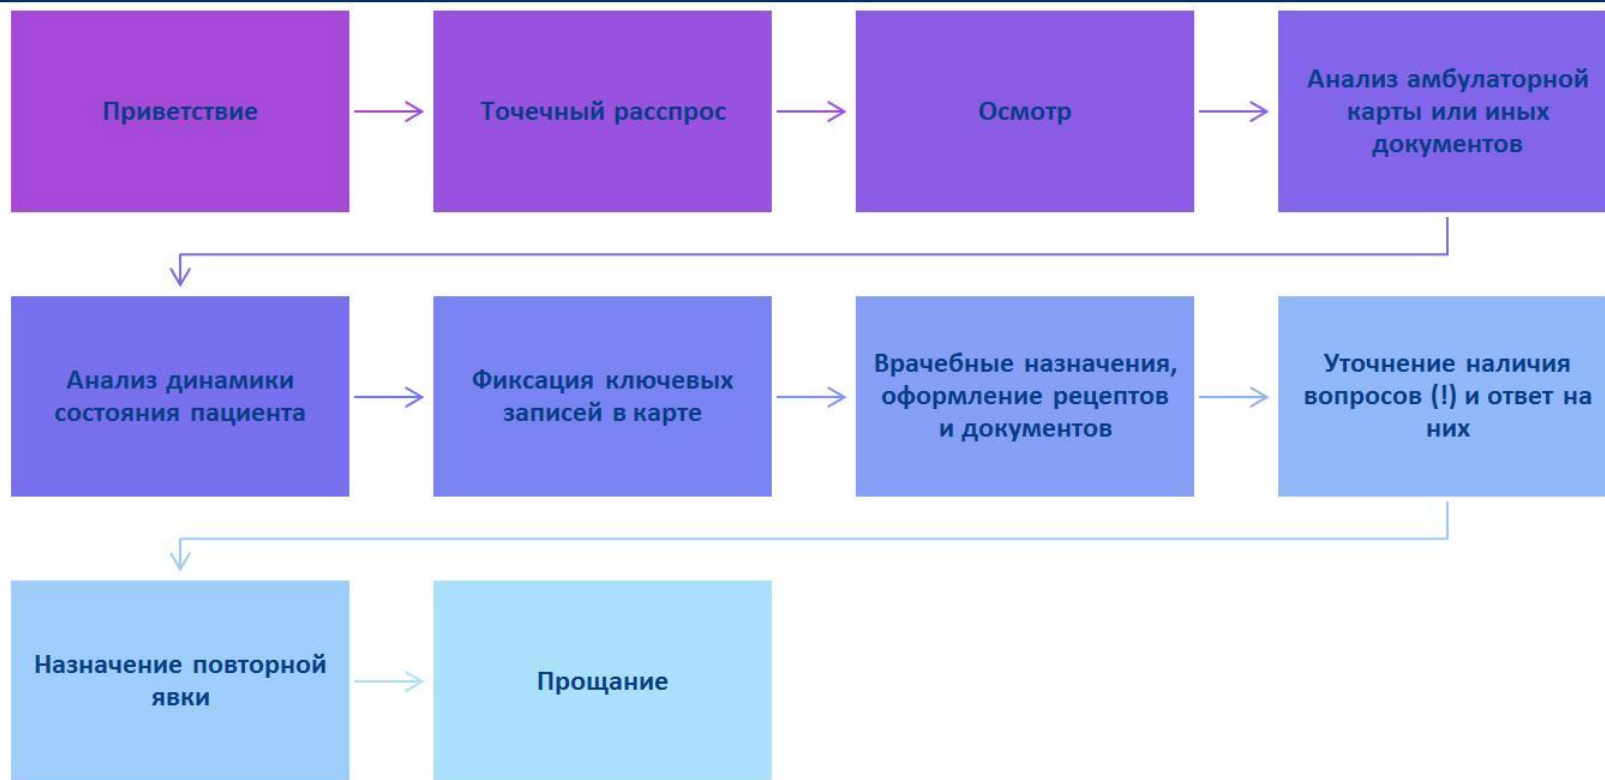 Приветствие
Точечный расспрос
Осмотр
Анализ амбулаторной
карты или иных
документов
Анализ динамики
состояния пациента
Фиксация ключевых
записей в карте
Врачебные назначения,
оформление рецептов
и документов
Уточнение наличия
вопросов (!) и ответ на
них
Назначение повторной
явки
Прощание